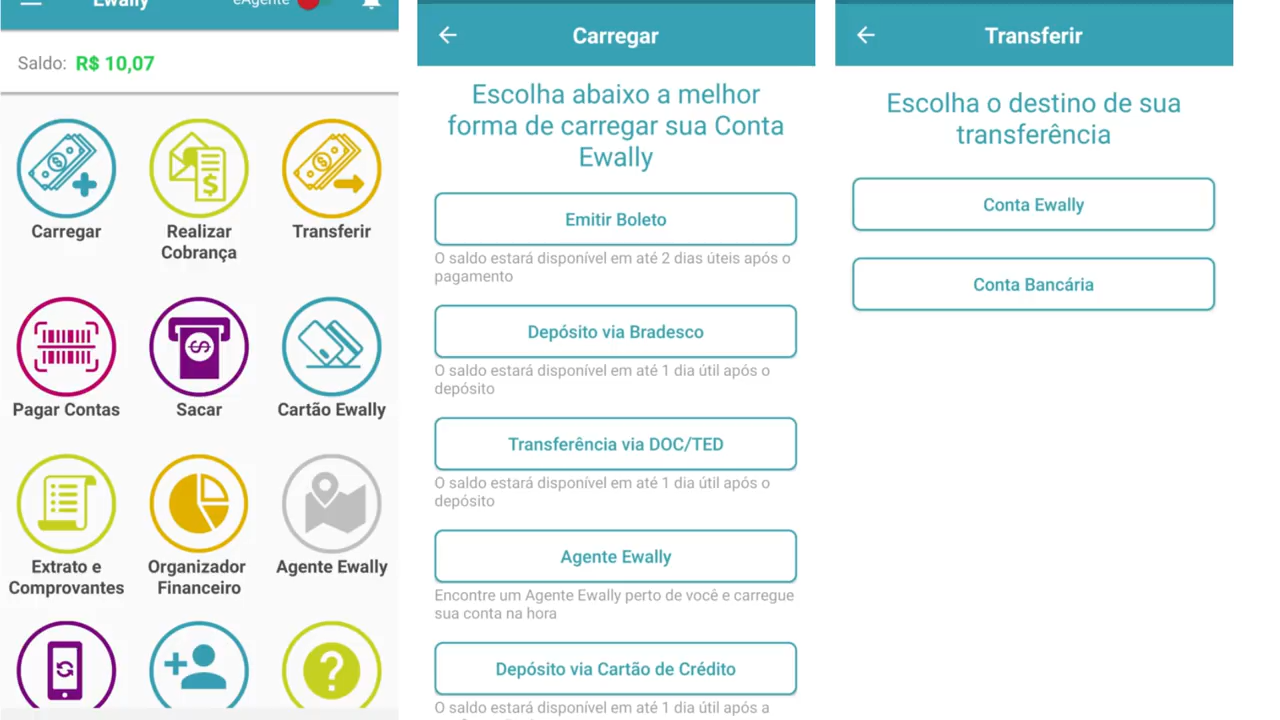 Ewally
eAgente
Saldo: R$ 10,07
Carregar
Realizar
Cobrança
Transferir
Pagar Contas
Sacar
Cartão Ewally
Extrato e
Comprovantes
Organizador
Financeiro
Agente Ewally
Carregar
Escolha abaixo a melhor
forma de carregar sua Conta
Ewally
Emitir Boleto
O saldo estará disponível em até 2 dias úteis após o
pagamento
Depósito via Bradesco
O saldo estará disponível em até 1 dia útil após o
depósito
Transferência via DOC/TED
O saldo estará disponível em até 1 dia útil após o
depósito
Agente Ewally
Encontre um Agente Ewally perto de você e carregue
sua conta na hora
Depósito via Cartão de Crédito
O saldo estará disponível em até 1 dia útil após a
Transferir
Escolha o destino de sua
transferência
Conta Ewally
Conta Bancária